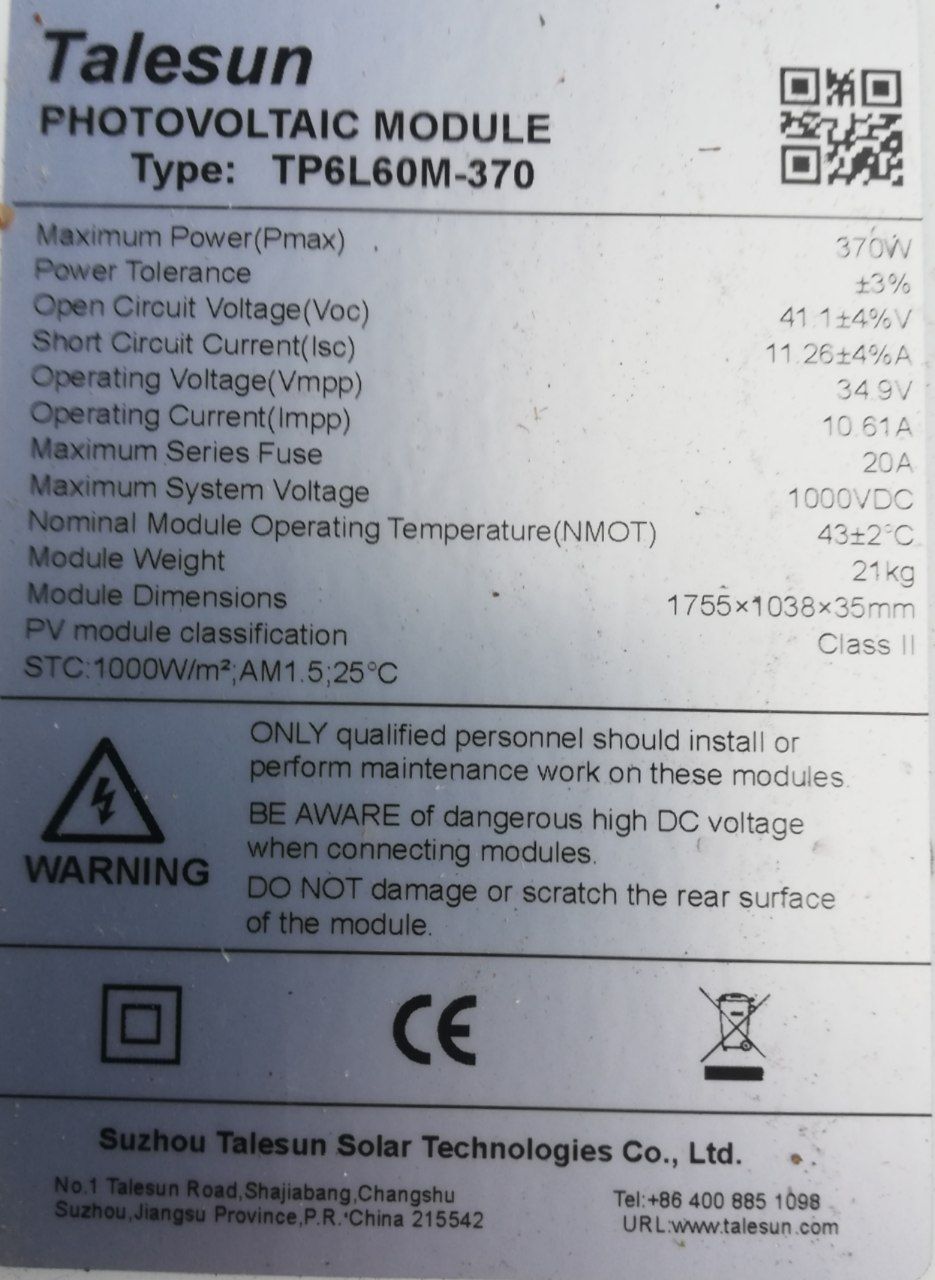 Talesun
PHOTOVOLTAIC MODULE
Type: TP6L60M-370
Maximum Power(Pmax) 370W
Power Tolerance ±3%
Open Circuit Voltage(Voc) 41.1±4%V
Short Circuit Current(Isc) 11.26±4%A
Operating Voltage(Vmpp) 34.9V
Operating Current(Impp) 10.61A
Maximum Series Fuse 20A
Maximum System Voltage 1000VDC
Nominal Module Operating Temperature(NMOT) 43±2°C
Module Weight 21kg
Module Dimensions 1755×1038×35mm
PV module classification Class II
STC:1000W/m²;AM1.5;25°C
WARNING
ONLY qualified personnel should install or
perform maintenance work on these modules.
BE AWARE of dangerous high DC voltage
when connecting modules.
DO NOT damage or scratch the rear surface
of the module.
CE
Suzhou Talesun Solar Technologies Co., Ltd.
No.1 Talesun Road,Shajiabang,Changshu
Suzhou,Jiangsu Province,P.R.China 215542
Tel:+86 400 885 1098
URL:www.talesun.com